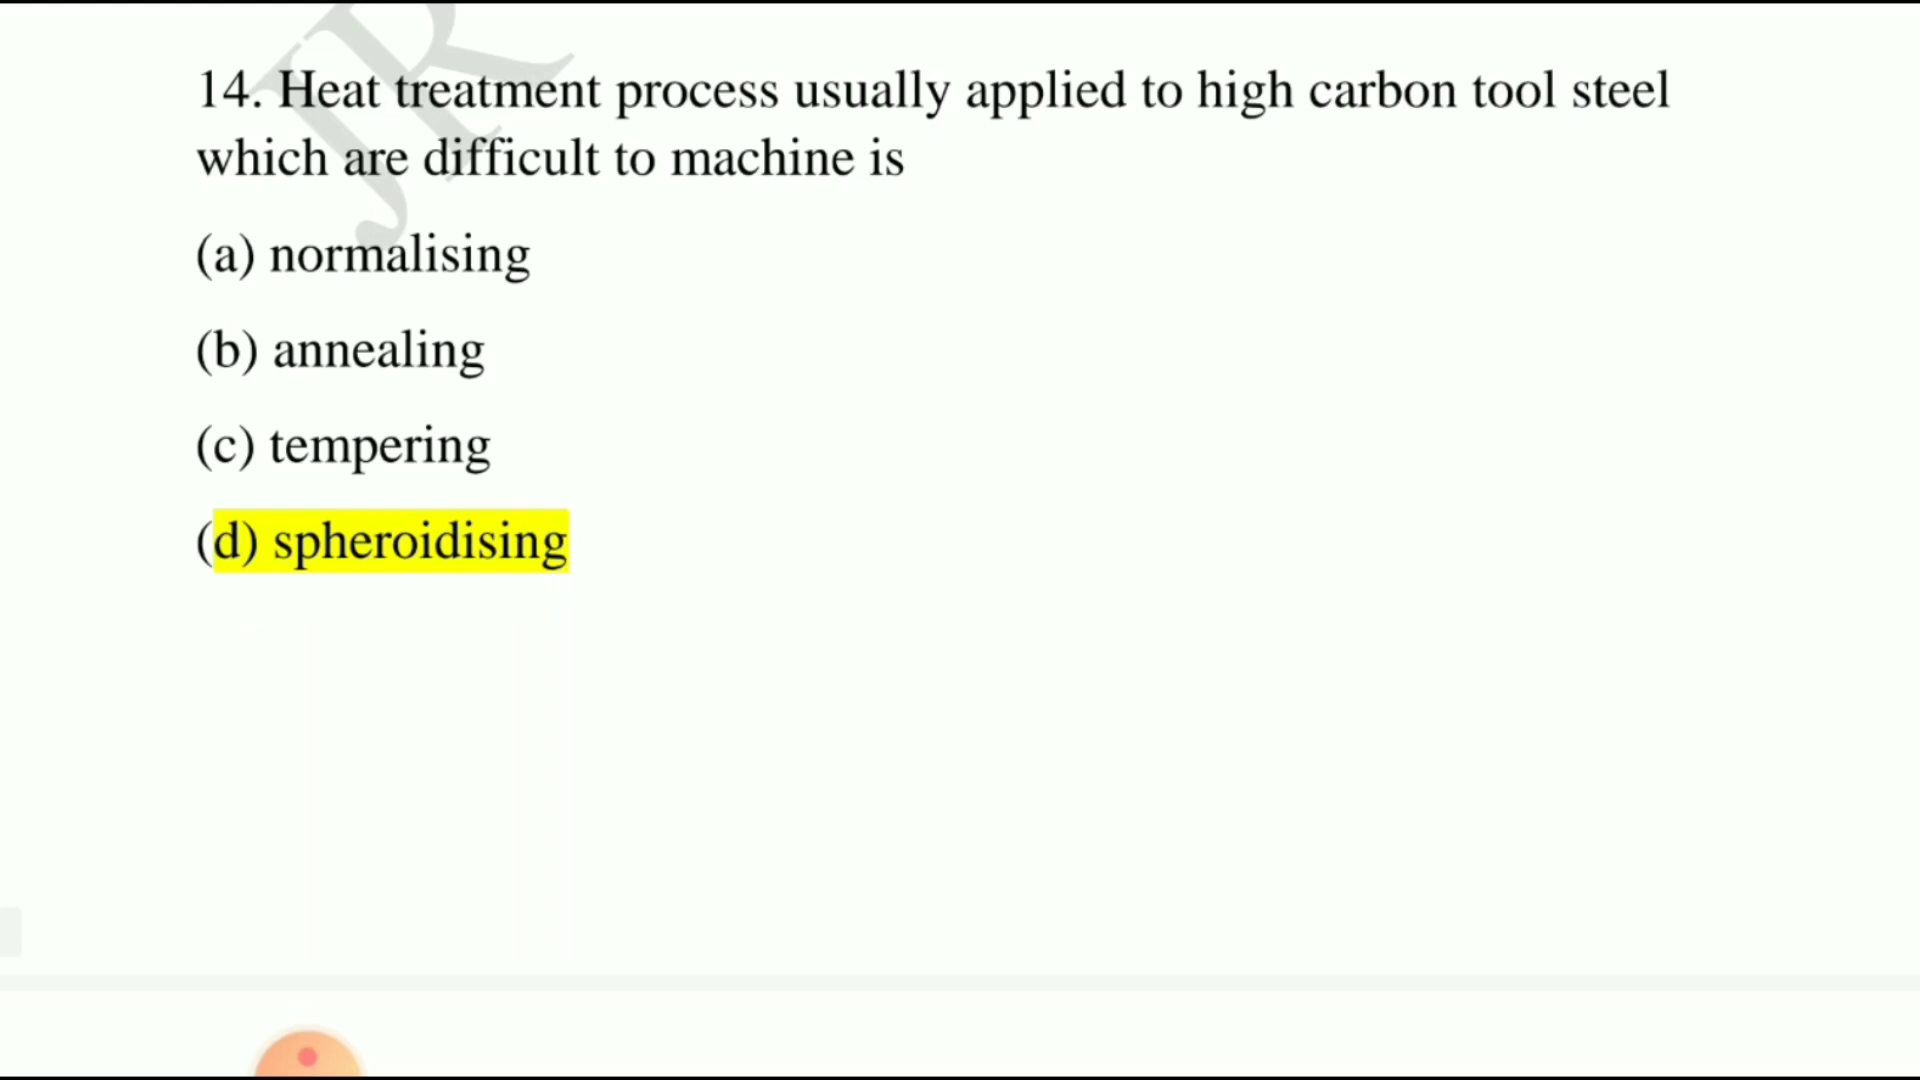 JR
14. Heat treatment process usually applied to high carbon tool steel
which are difficult to machine is
(a) normalising
(b) annealing
(c) tempering
(d) spheroidising